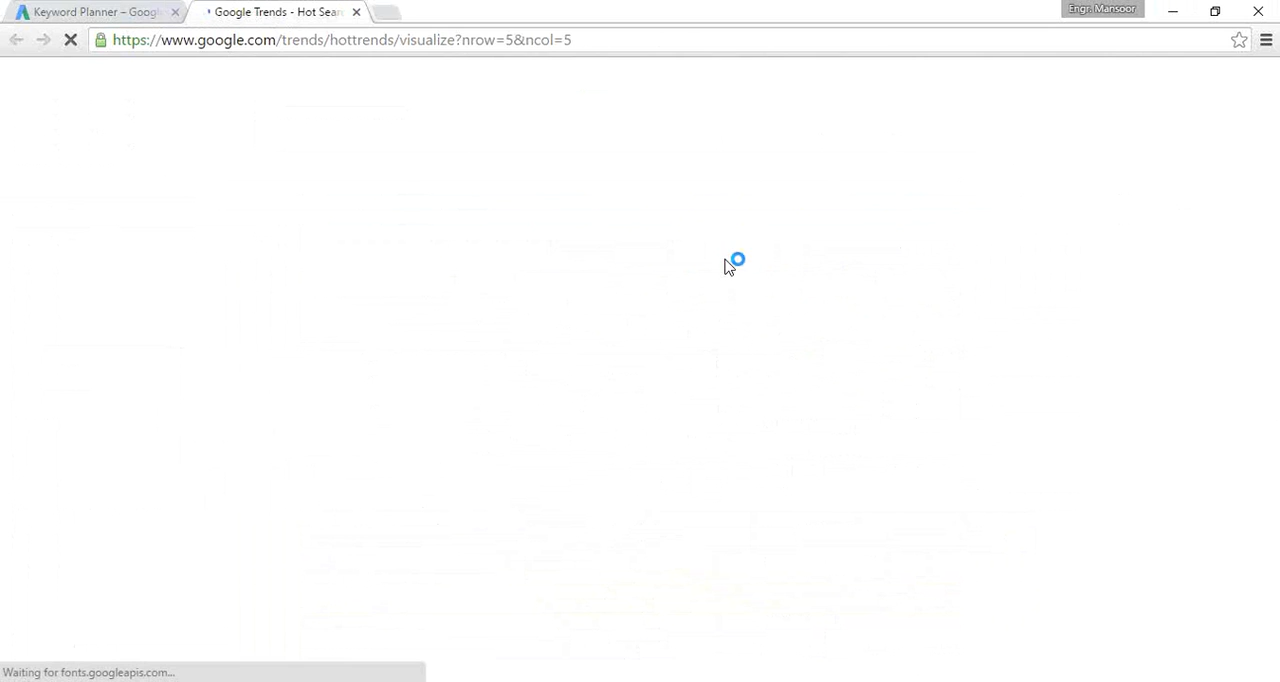 Keyword Planner – Googl
Google Trends - Hot Sear
Engr. Mansoor
https://www.google.com/trends/hottrends/visualize?nrow=5&ncol=5
Waiting for fonts.googleapis.com...